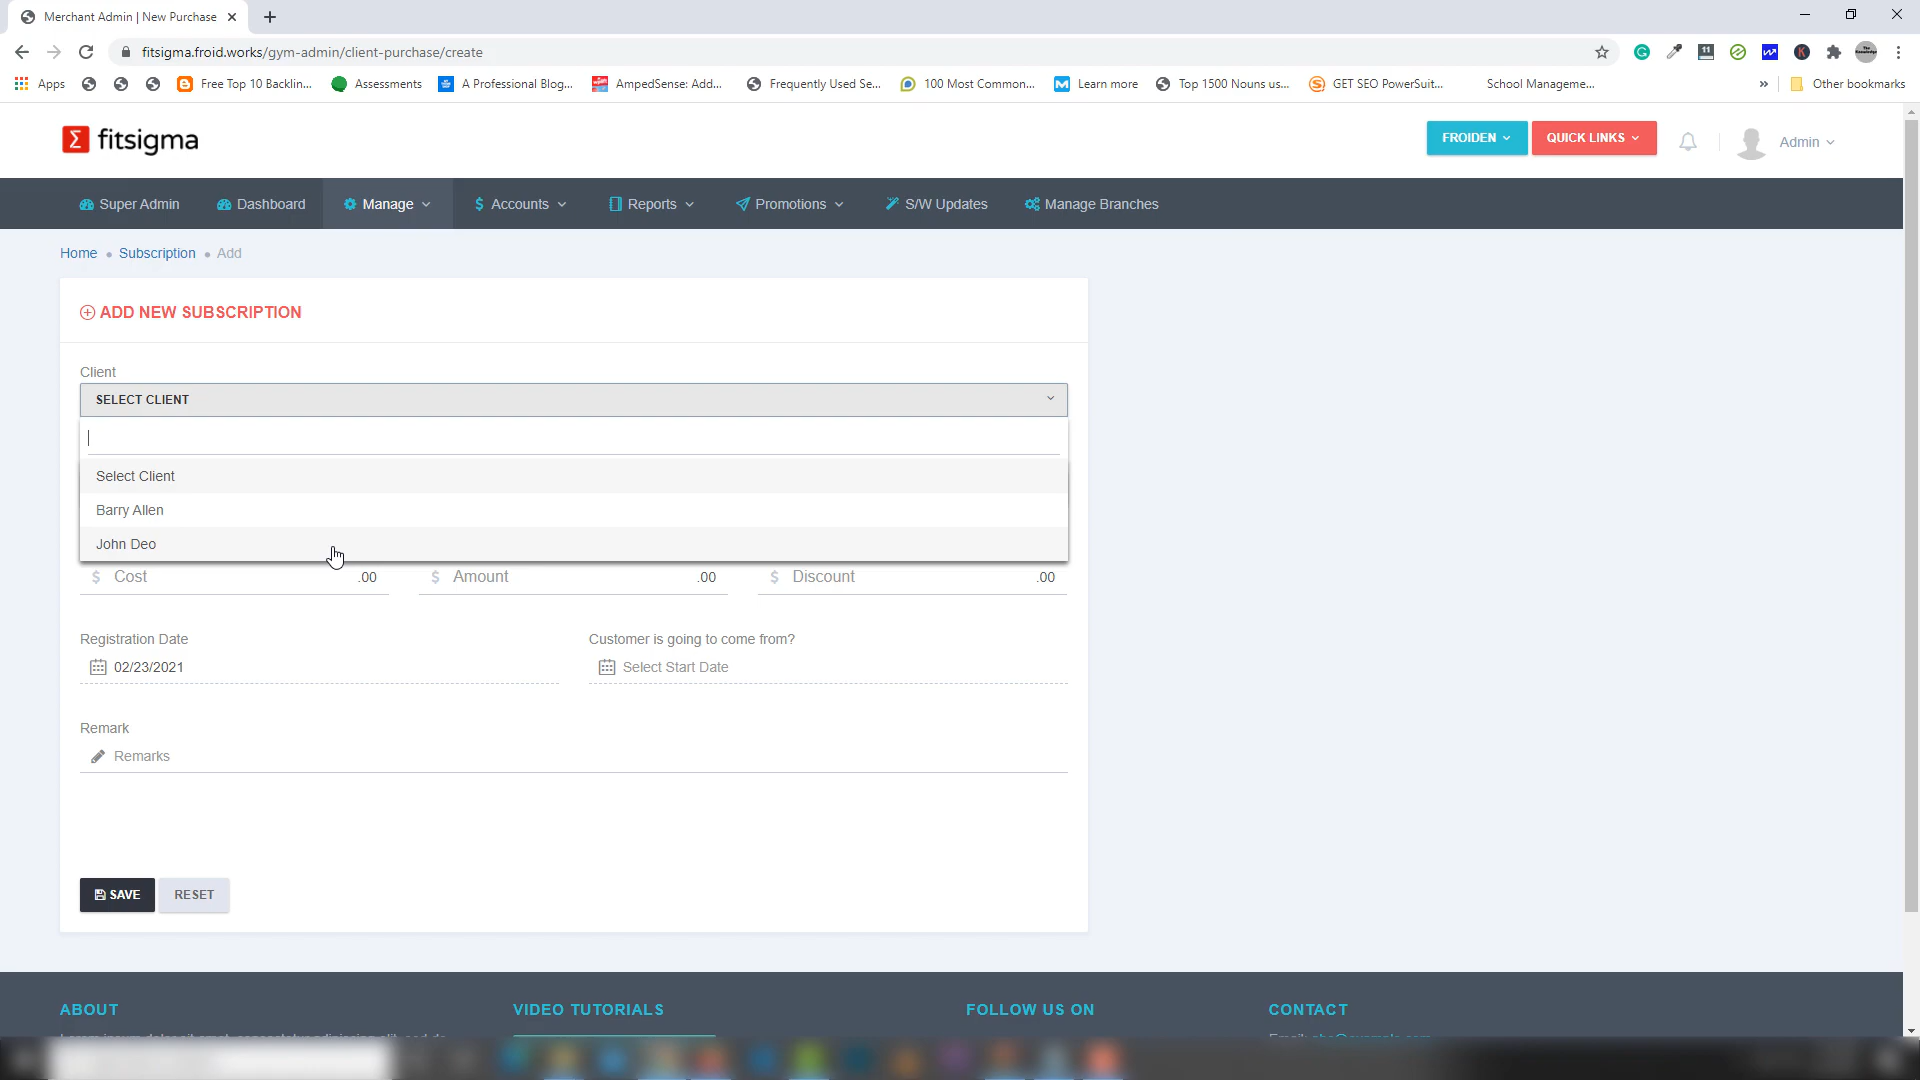 Merchant Admin | New Purchase
fitsigma.froid.works/gym-admin/client-purchase/create
Apps
Free Top 10 Backlin...
Assessments
A Professional Blog...
AmpedSense: Add...
Frequently Used Se...
100 Most Common...
Learn more
Top 1500 Nouns us...
GET SEO PowerSuit...
School Manageme...
»
Other bookmarks
Σ fitsigma
FROIDEN
QUICK LINKS
Admin
Super Admin
Dashboard
Manage
$ Accounts
Reports
Promotions
S/W Updates
Manage Branches
Home • Subscription • Add
ADD NEW SUBSCRIPTION
Client
SELECT CLIENT
Select Client
Barry Allen
John Deo
$ Cost .00
$ Amount .00
$ Discount .00
Registration Date
02/23/2021
Customer is going to come from?
Select Start Date
Remark
Remarks
SAVE
RESET
ABOUT
VIDEO TUTORIALS
FOLLOW US ON
CONTACT